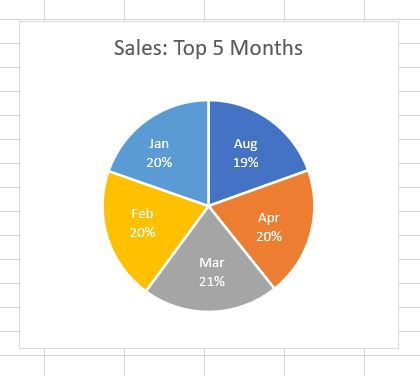 Sales: Top 5 Months
Jan
20%
Aug
19%
Feb
20%
Apr
20%
Mar
21%